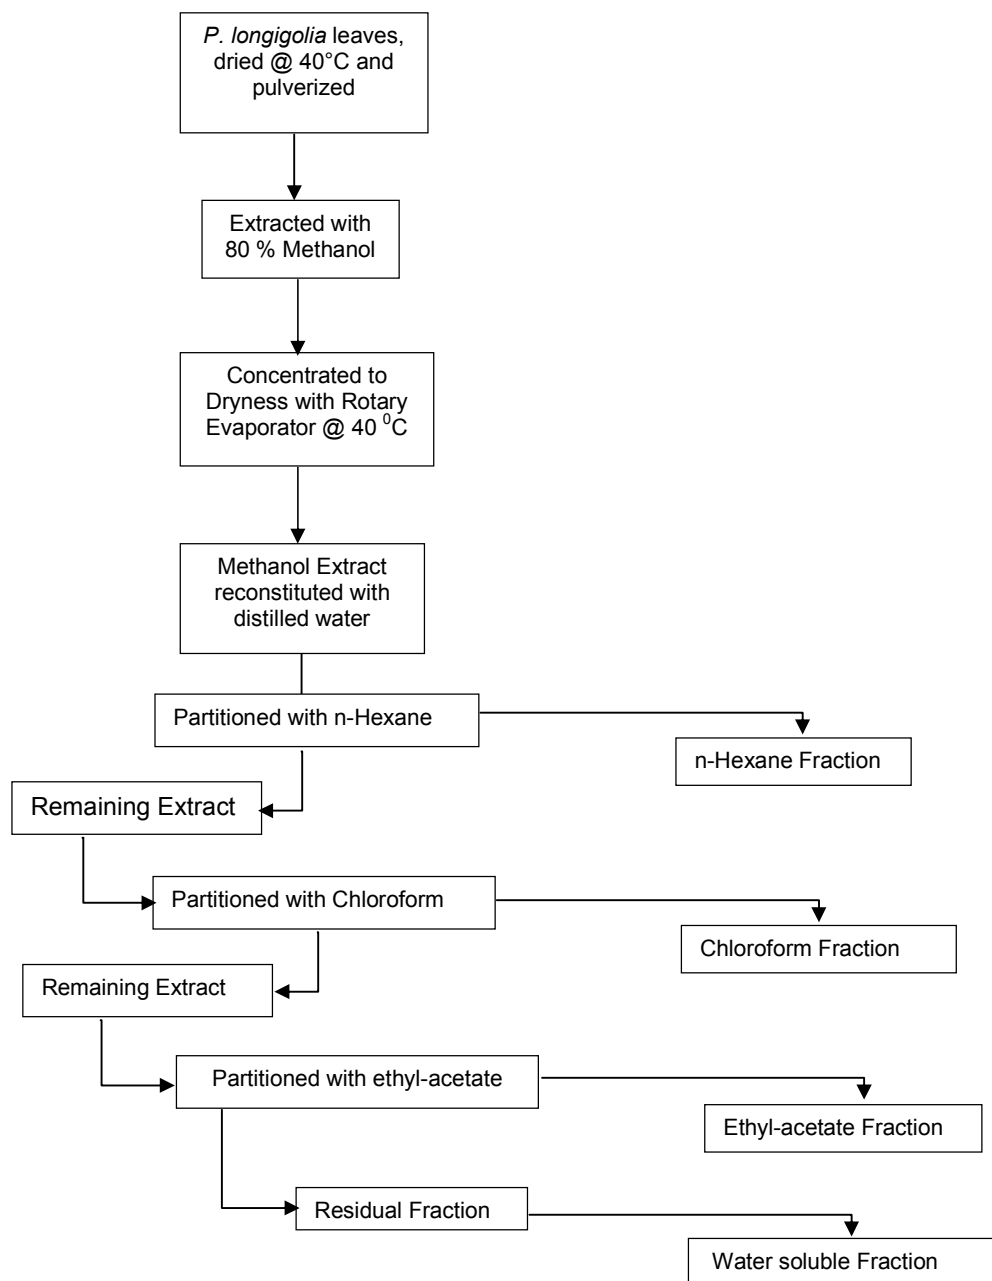 P. longigolia leaves,
dried @ 40°C and
pulverized
Extracted with
80 % Methanol
Concentrated to
Dryness with Rotary
Evaporator @ 40 ⁰C
Methanol Extract
reconstituted with
distilled water
Partitioned with n-Hexane
n-Hexane Fraction
Remaining Extract
Partitioned with Chloroform
Chloroform Fraction
Remaining Extract
Partitioned with ethyl-acetate
Ethyl-acetate Fraction
Residual Fraction
Water soluble Fraction